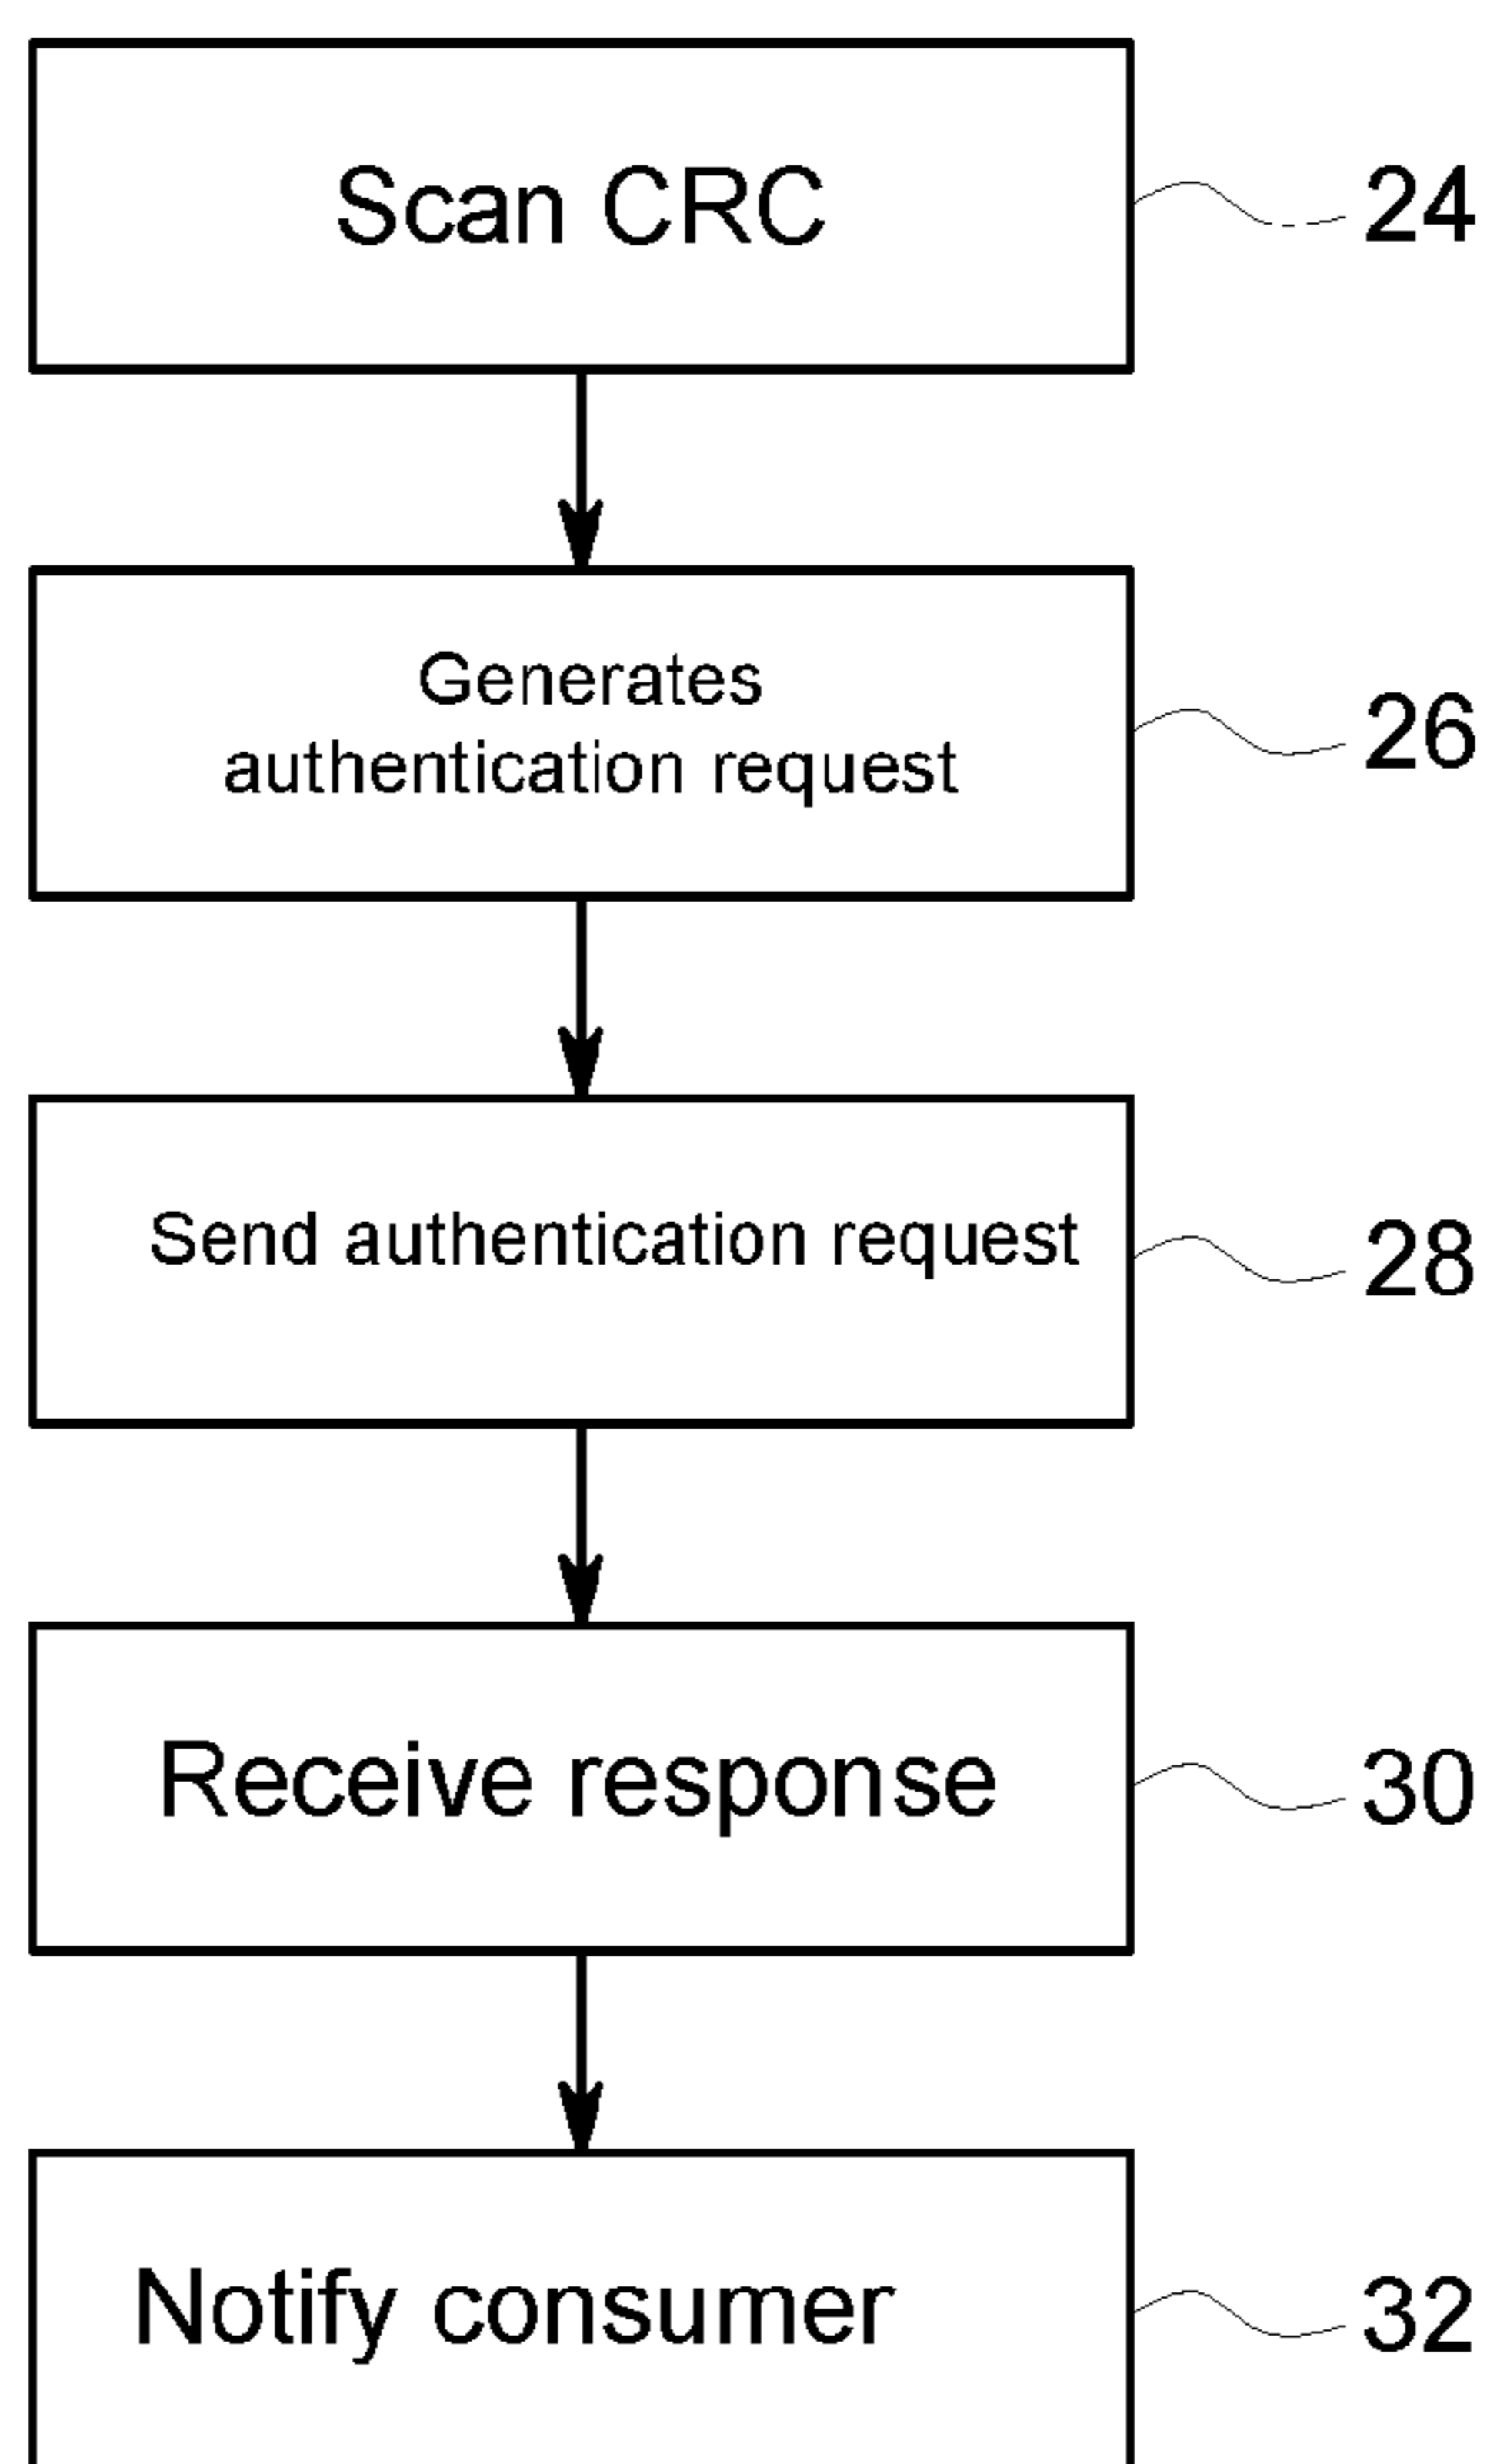 Scan CRC
24
Generates
authentication request
26
Send authentication request
28
Receive response
30
Notify consumer
32